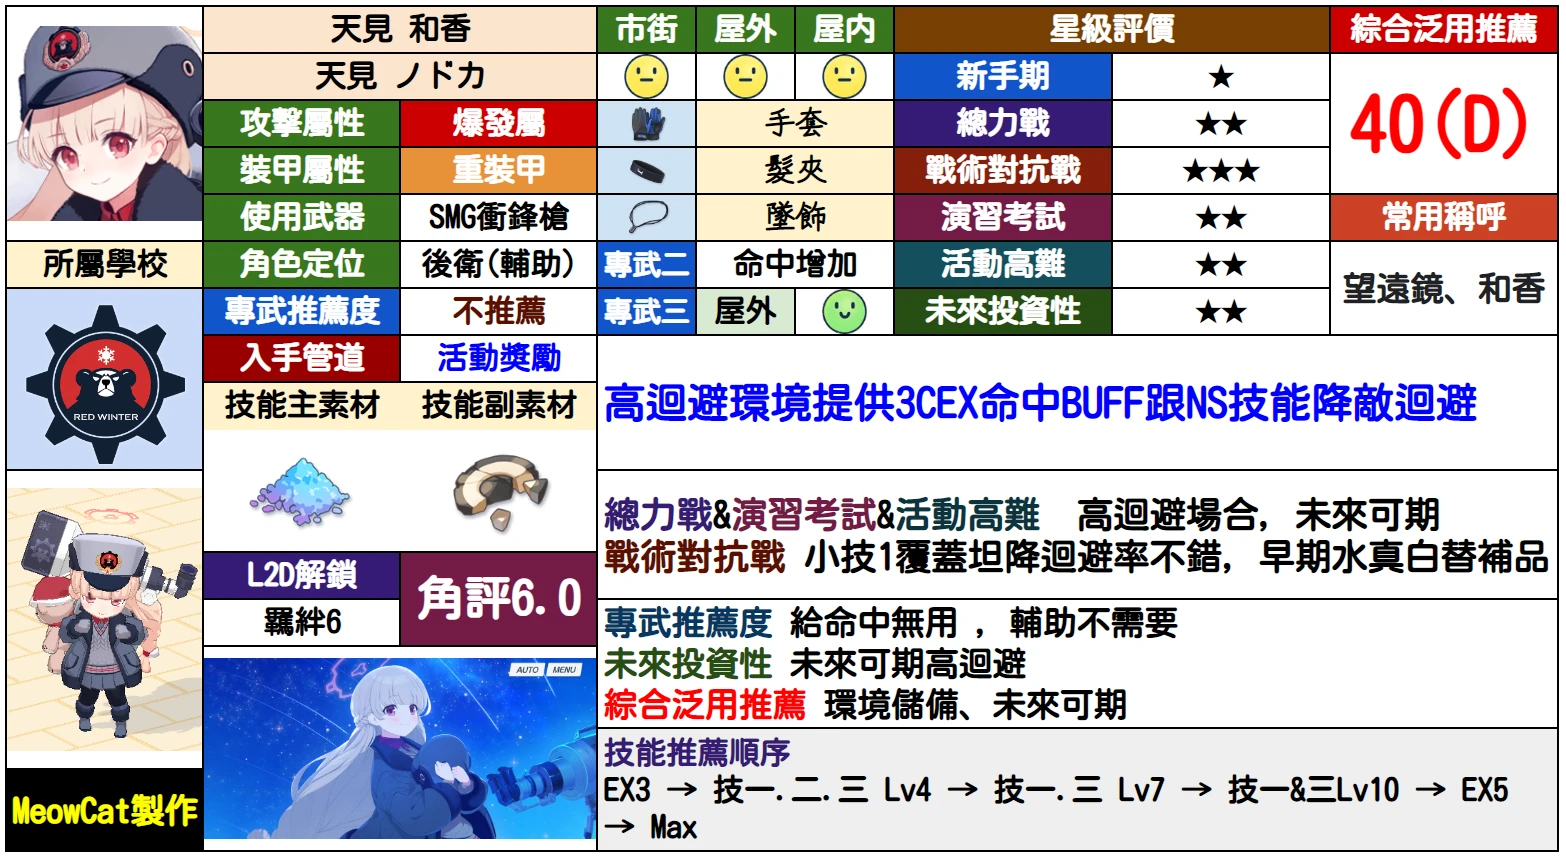 天見 和香
天見 ノドカ
市街 屋外 屋内
星級評價
綜合泛用推薦
新手期 ★
40(D)
攻擊屬性 爆發屬
手套
總力戰 ★★
裝甲屬性 重裝甲
髮夾
戰術對抗戰 ★★★
使用武器 SMG衝鋒槍
墜飾
演習考試 ★★
常用稱呼
所屬學校
角色定位 後衛(輔助)
專武二 命中增加
活動高難 ★★
望遠鏡、和香
專武推薦度 不推薦
專武三 屋外
未來投資性 ★★
RED WINTER
入手管道 活動獎勵
技能主素材 技能副素材
高迴避環境提供3CEX命中BUFF跟NS技能降敵迴避
總力戰&演習考試&活動高難 高迴避場合, 未來可期
戰術對抗戰 小技1覆蓋坦降迴避率不錯, 早期水真白替補品
L2D解鎖
羈絆6
角評6.0
專武推薦度 給命中無用 , 輔助不需要
未來投資性 未來可期高迴避
綜合泛用推薦 環境儲備、未來可期
AUTO MENU
技能推薦順序
EX3 → 技一.二.三 Lv4 → 技一.三 Lv7 → 技一&三Lv10 → EX5
→ Max
MeowCat製作